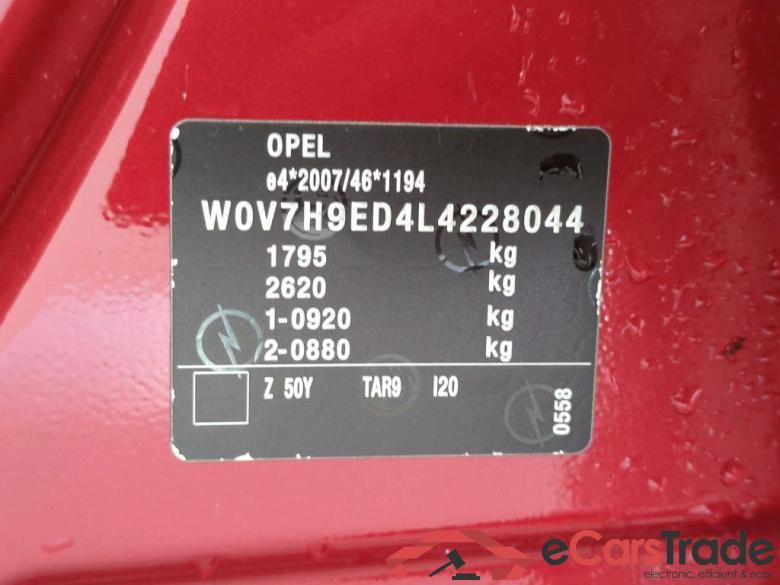 OPEL
e4*2007/46*1194
W0V7H9ED4L4228044
1795 kg
2620 kg
1-0920 kg
2-0880 kg
Z 50Y TAR9 I20
0558
eCarsTrade
electronic, efficient & easy